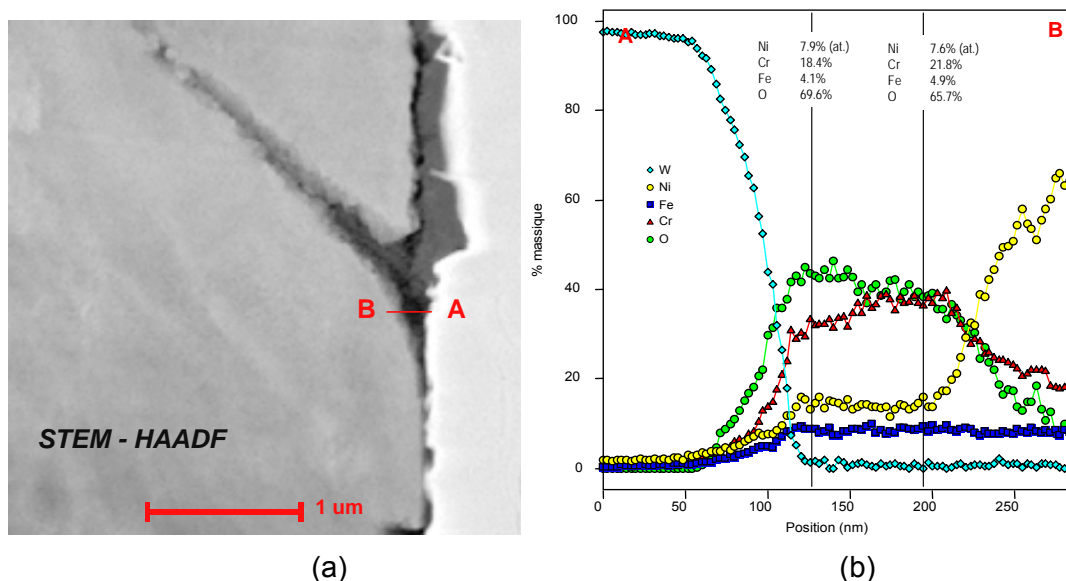 B
A
STEM - HAADF
1 um
(a)
% massique
100
80
60
40
20
0
A
B
Ni 7.9% (at.)
Cr 18.4%
Fe 4.1%
O 69.6%
Ni 7.6% (at.)
Cr 21.8%
Fe 4.9%
O 65.7%
W
Ni
Fe
Cr
O
0 50 100 150 200 250
Position (nm)
(b)